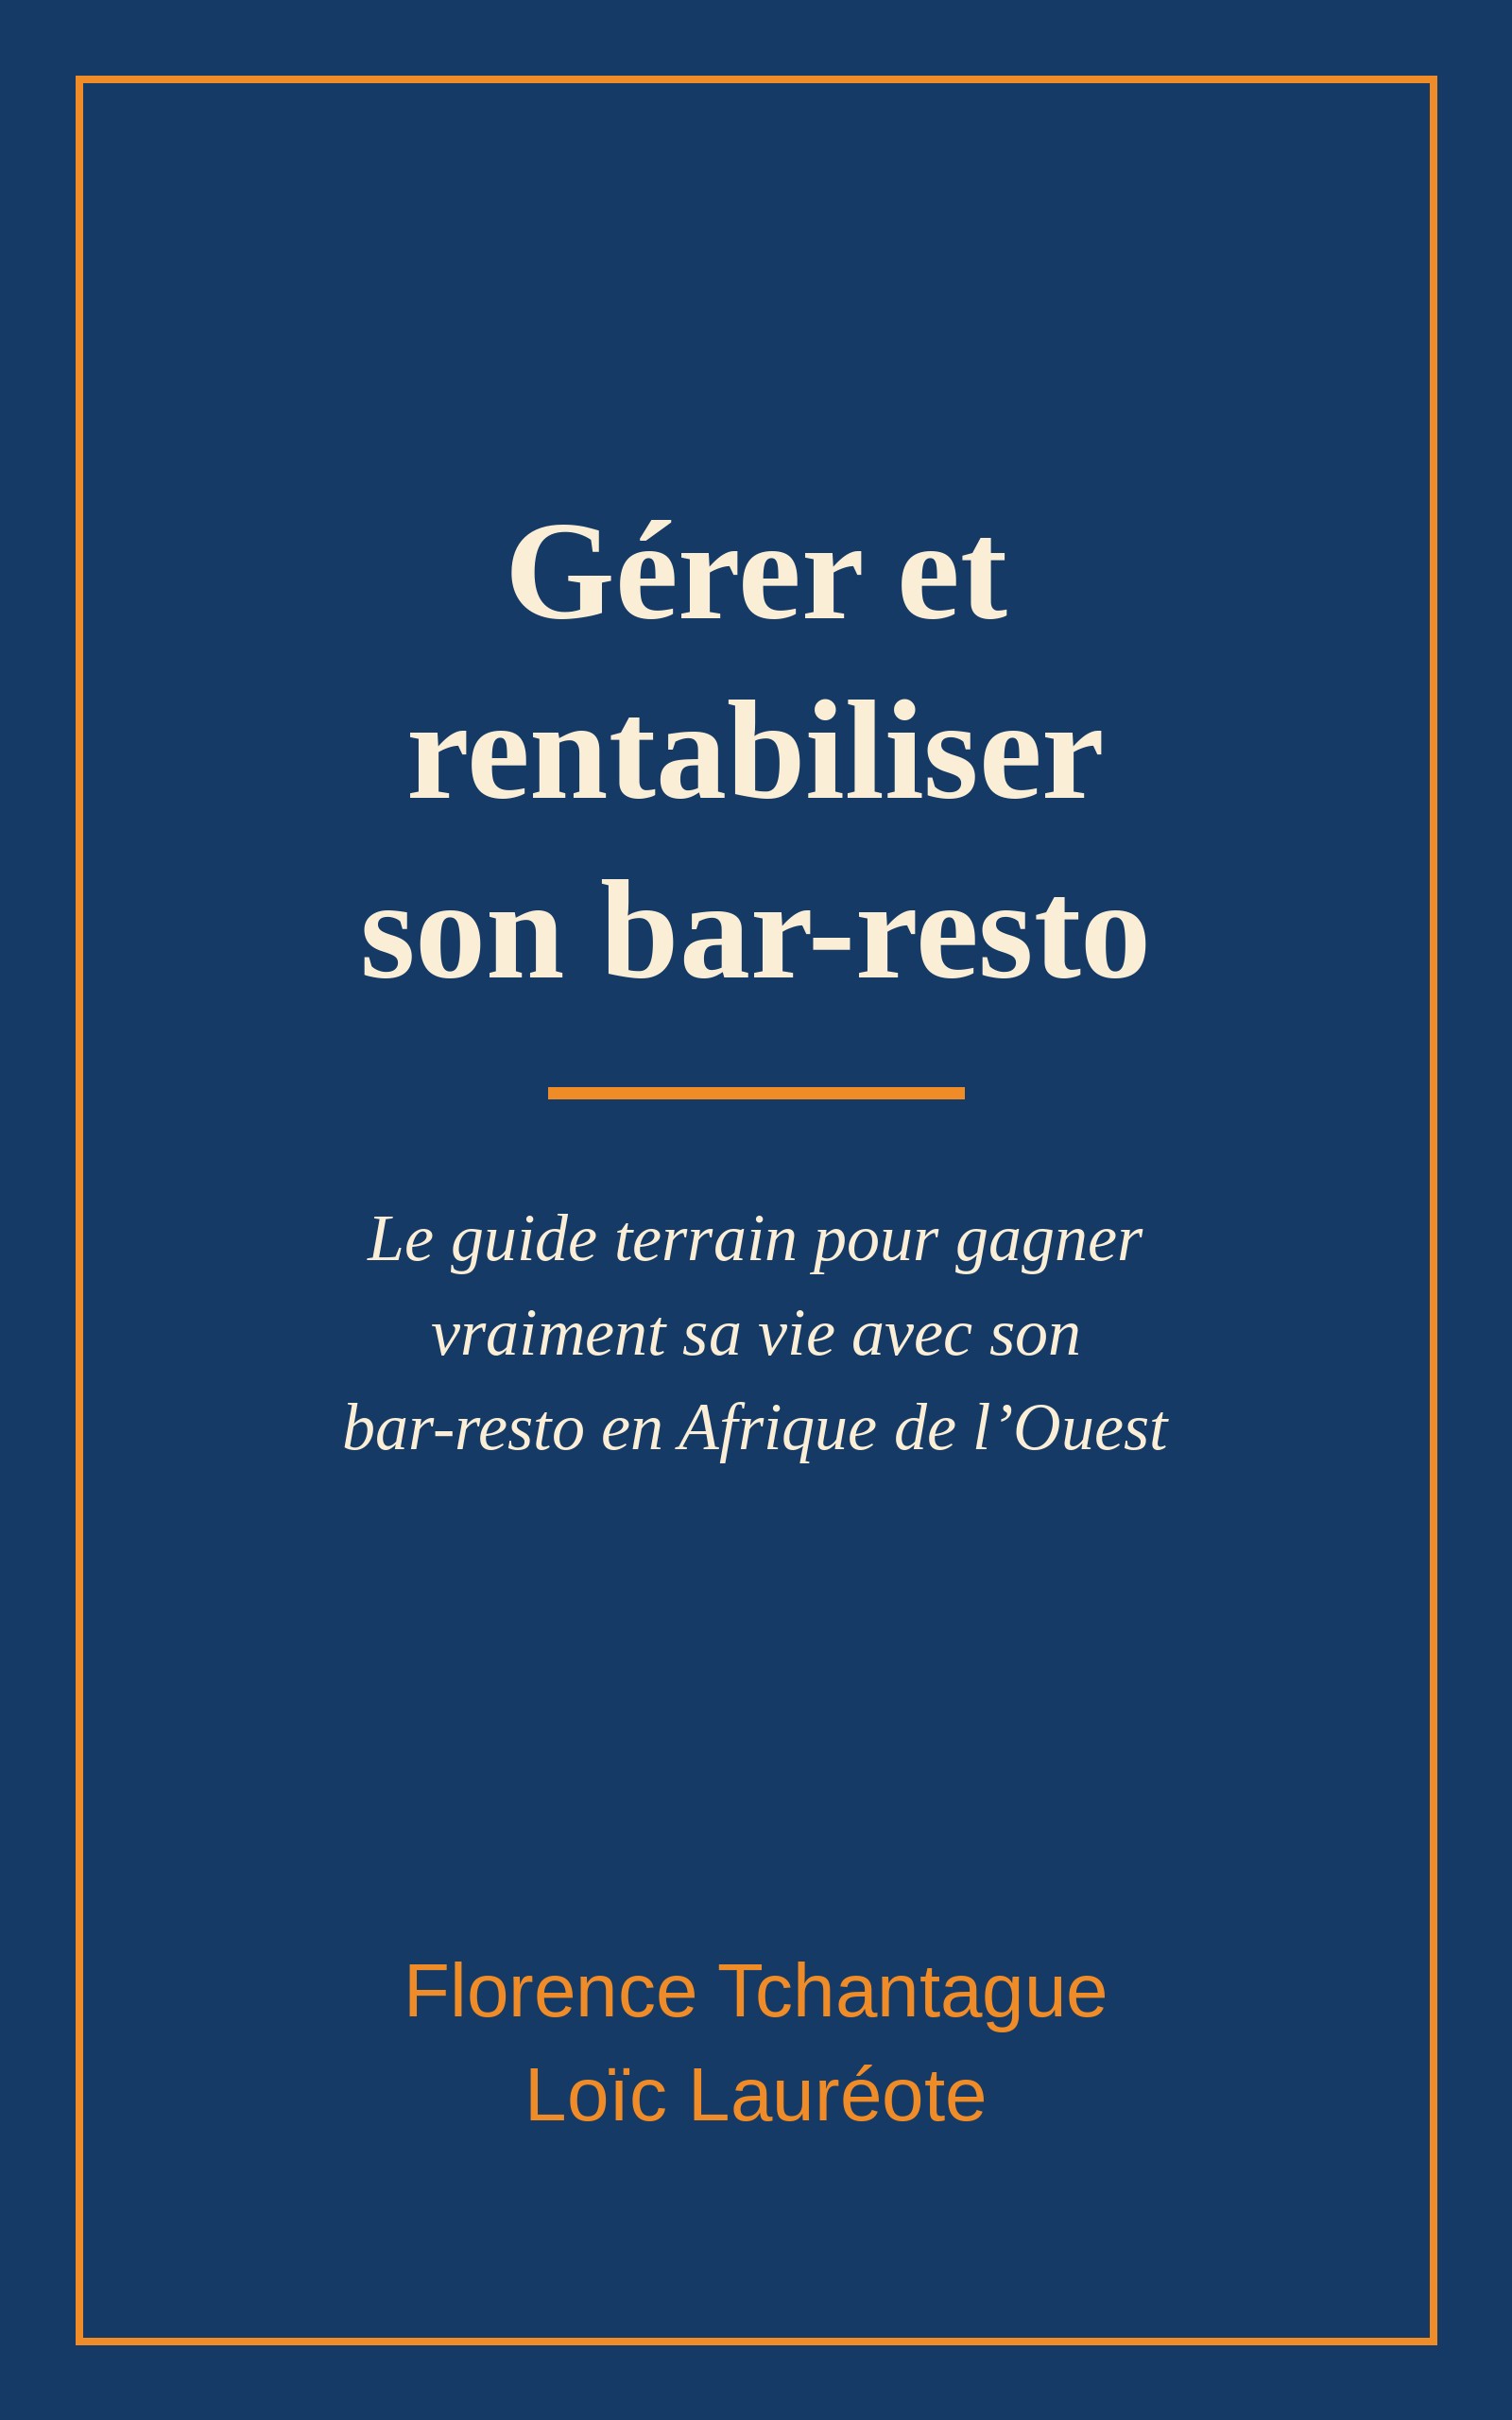 Gérer et
rentabiliser
son bar-resto
Le guide terrain pour gagner
vraiment sa vie avec son
bar-resto en Afrique de l’Ouest
Florence Tchantague
Loïc Lauréote